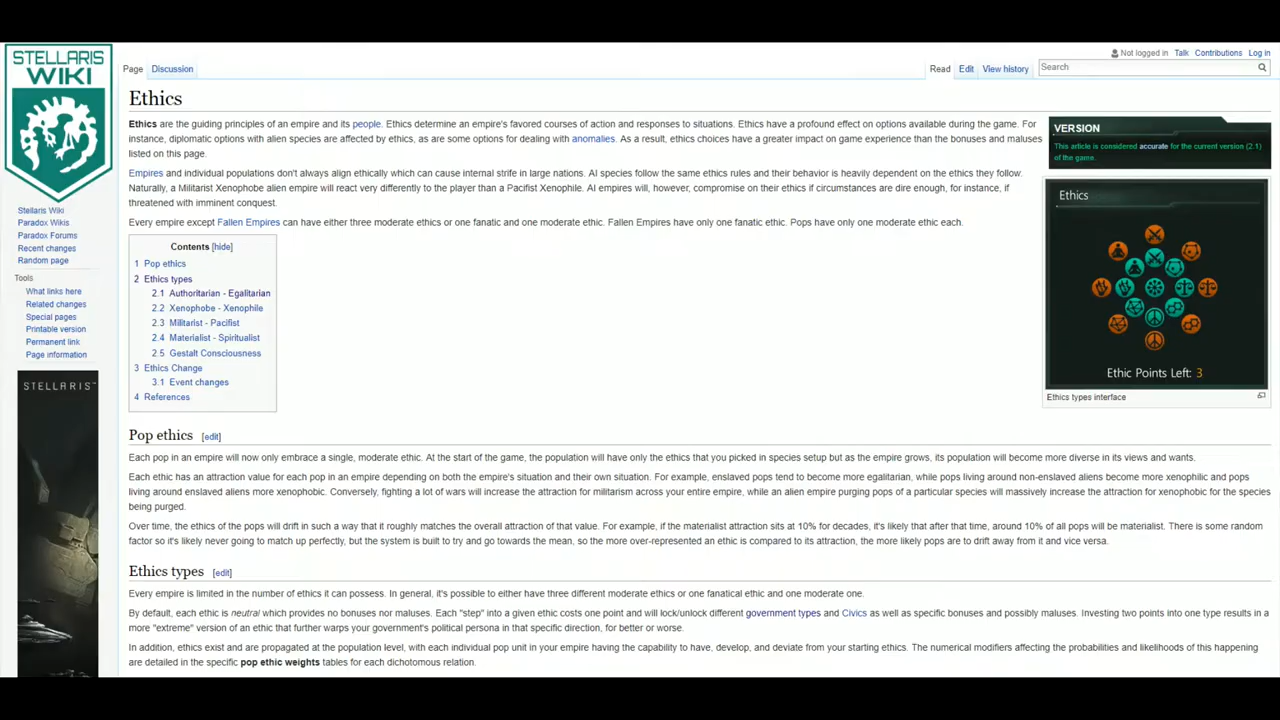 STELLARIS
WIKI
Not logged in Talk Contributions Log in
Page Discussion
Read Edit View history
Search
Ethics
Ethics are the guiding principles of an empire and its people. Ethics determine an empire's favored courses of action and responses to situations. Ethics have a profound effect on options available during the game. For
instance, diplomatic options with alien species are affected by ethics, as are some options for dealing with anomalies. As a result, ethics choices have a greater impact on game experience than the bonuses and maluses
listed on this page.
Empires and individual populations don't always align ethically which can cause internal strife in large nations. AI species follow the same ethics rules and their behavior is heavily dependent on the ethics they follow.
Naturally, a Militarist Xenophobe alien empire will react very differently to the player than a Pacifist Xenophile. AI empires will, however, compromise on their ethics if circumstances are dire enough, for instance, if
threatened with imminent conquest.
Every empire except Fallen Empires can have either three moderate ethics or one fanatic and one moderate ethic. Fallen Empires have only one fanatic ethic. Pops have only one moderate ethic each.
VERSION
This article is considered accurate for the current version (2.1)
of the game.
Ethics
Ethic Points Left: 3
Ethics types interface
Stellaris Wiki
Paradox Wikis
Paradox Forums
Recent changes
Random page
Tools
What links here
Related changes
Special pages
Printable version
Permanent link
Page information
STELLARIS™
Contents [hide]
1 Pop ethics
2 Ethics types
2.1 Authoritarian - Egalitarian
2.2 Xenophobe - Xenophile
2.3 Militarist - Pacifist
2.4 Materialist - Spiritualist
2.5 Gestalt Consciousness
3 Ethics Change
3.1 Event changes
4 References
Pop ethics [edit]
Each pop in an empire will now only embrace a single, moderate ethic. At the start of the game, the population will have only the ethics that you picked in species setup but as the empire grows, its population will become more diverse in its views and wants.
Each ethic has an attraction value for each pop in an empire depending on both the empire's situation and their own situation. For example, enslaved pops tend to become more egalitarian, while pops living around non-enslaved aliens become more xenophilic and pops
living around enslaved aliens more xenophobic. Conversely, fighting a lot of wars will increase the attraction for militarism across your entire empire, while an alien empire purging pops of a particular species will massively increase the attraction for xenophobic for the species
being purged.
Over time, the ethics of the pops will drift in such a way that it roughly matches the overall attraction of that value. For example, if the materialist attraction sits at 10% for decades, it's likely that after that time, around 10% of all pops will be materialist. There is some random
factor so it's likely never going to match up perfectly, but the system is built to try and go towards the mean, so the more over-represented an ethic is compared to its attraction, the more likely pops are to drift away from it and vice versa.
Ethics types [edit]
Every empire is limited in the number of ethics it can possess. In general, it's possible to either have three different moderate ethics or one fanatical ethic and one moderate one.
By default, each ethic is neutral which provides no bonuses nor maluses. Each "step" into a given ethic costs one point and will lock/unlock different government types and Civics as well as specific bonuses and possibly maluses. Investing two points into one type results in a
more "extreme" version of an ethic that further warps your government's political persona in that specific direction, for better or worse.
In addition, ethics exist and are propagated at the population level, with each individual pop unit in your empire having the capability to have, develop, and deviate from your starting ethics. The numerical modifiers affecting the probabilities and likelihoods of this happening
are detailed in the specific pop ethic weights tables for each dichotomous relation.